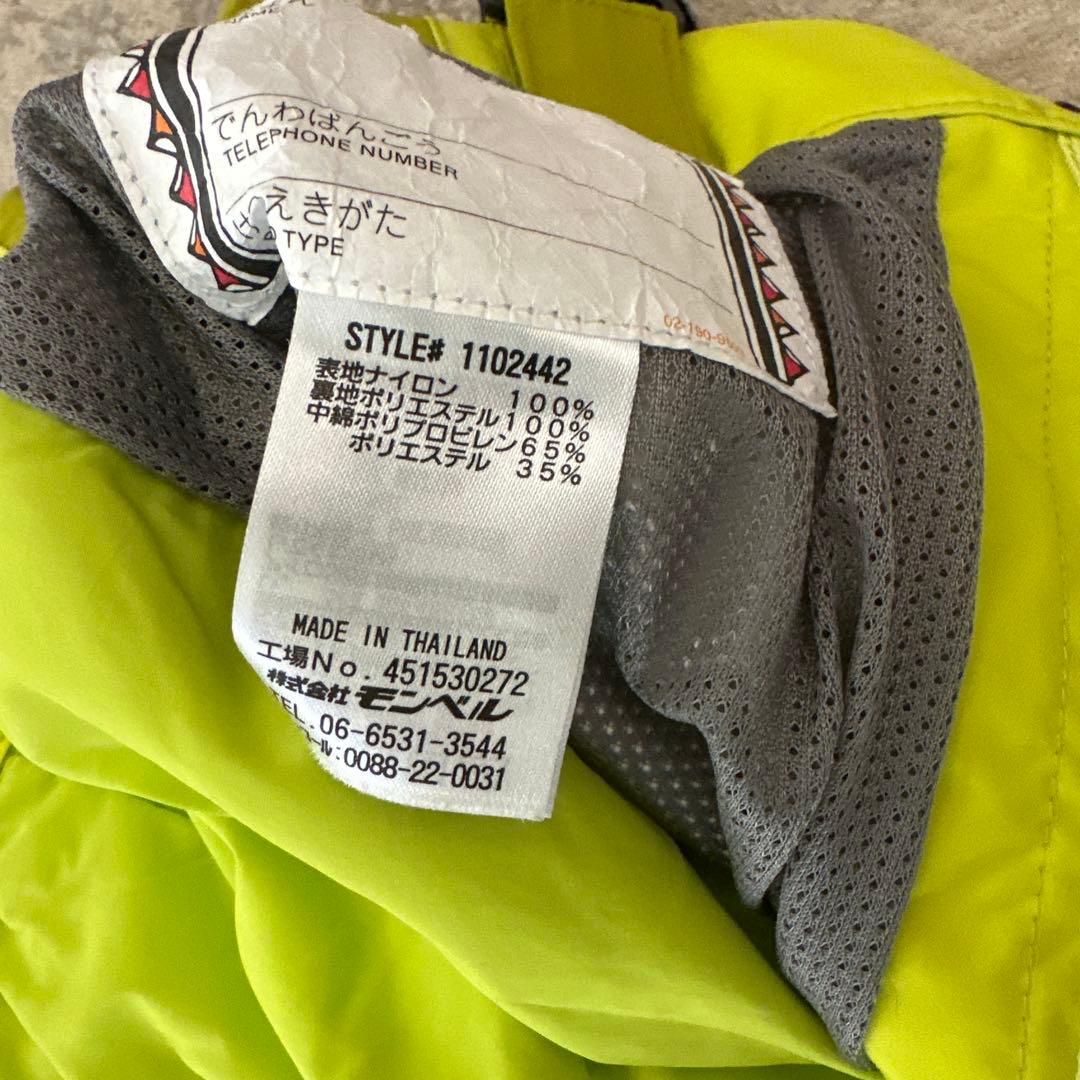 NAME
でんわばんごう
TELEPHONE NUMBER
えきがた
TYPE
STYLE# 1102442
表地ナイロン 100%
裏地ポリエステル100%
中綿ポリプロピレン65%
ポリエステル 35%
MADE IN THAILAND
工場No. 451530272
株式会社モンベル
TEL. 06-6531-3544
0088-22-0031